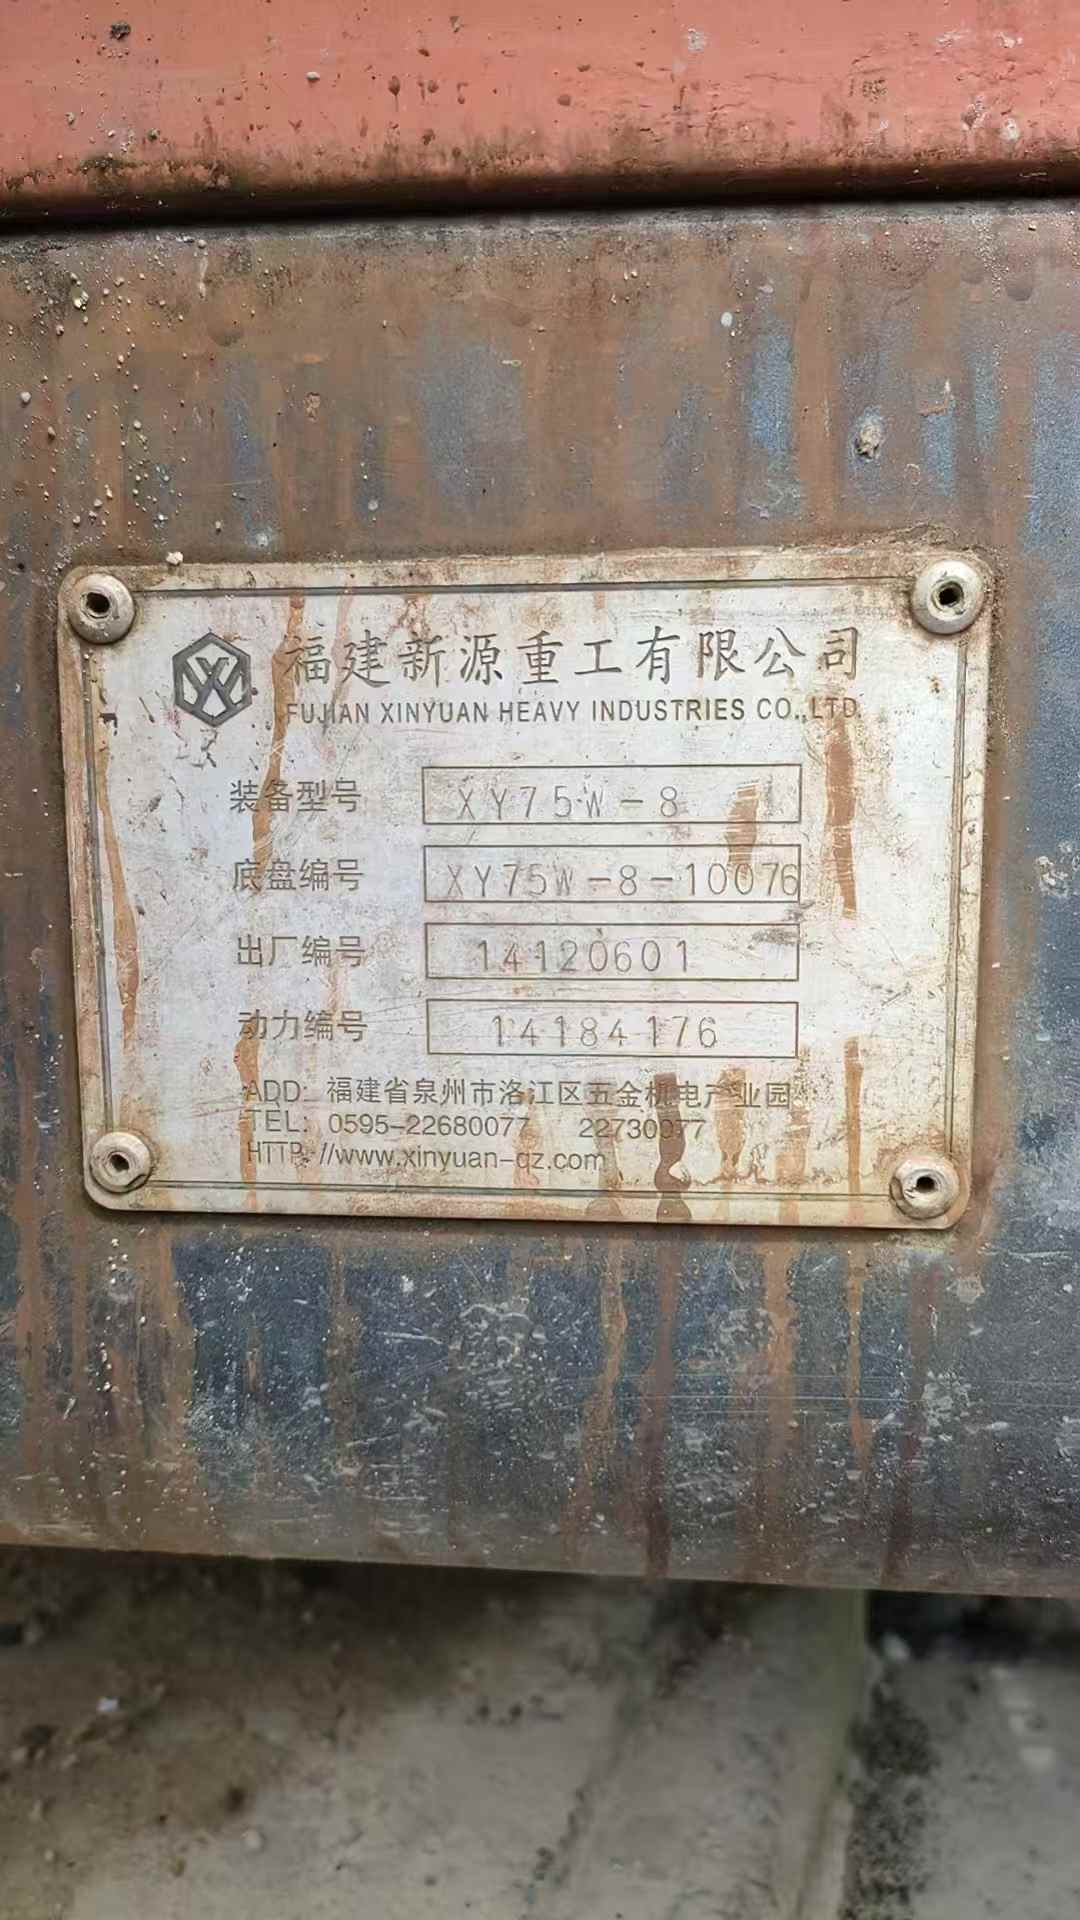 福建新源重工有限公司
FUJIAN XINYUAN HEAVY INDUSTRIES CO.,LTD.
装备型号 XY75W-8
底盘编号 XY75W-8-10076
出厂编号 14120601
动力编号 14184176
ADD: 福建省泉州市洛江区五金机电产业园
TEL: 0595-22680077 22730077
HTTP://www.xinyuan-qz.com